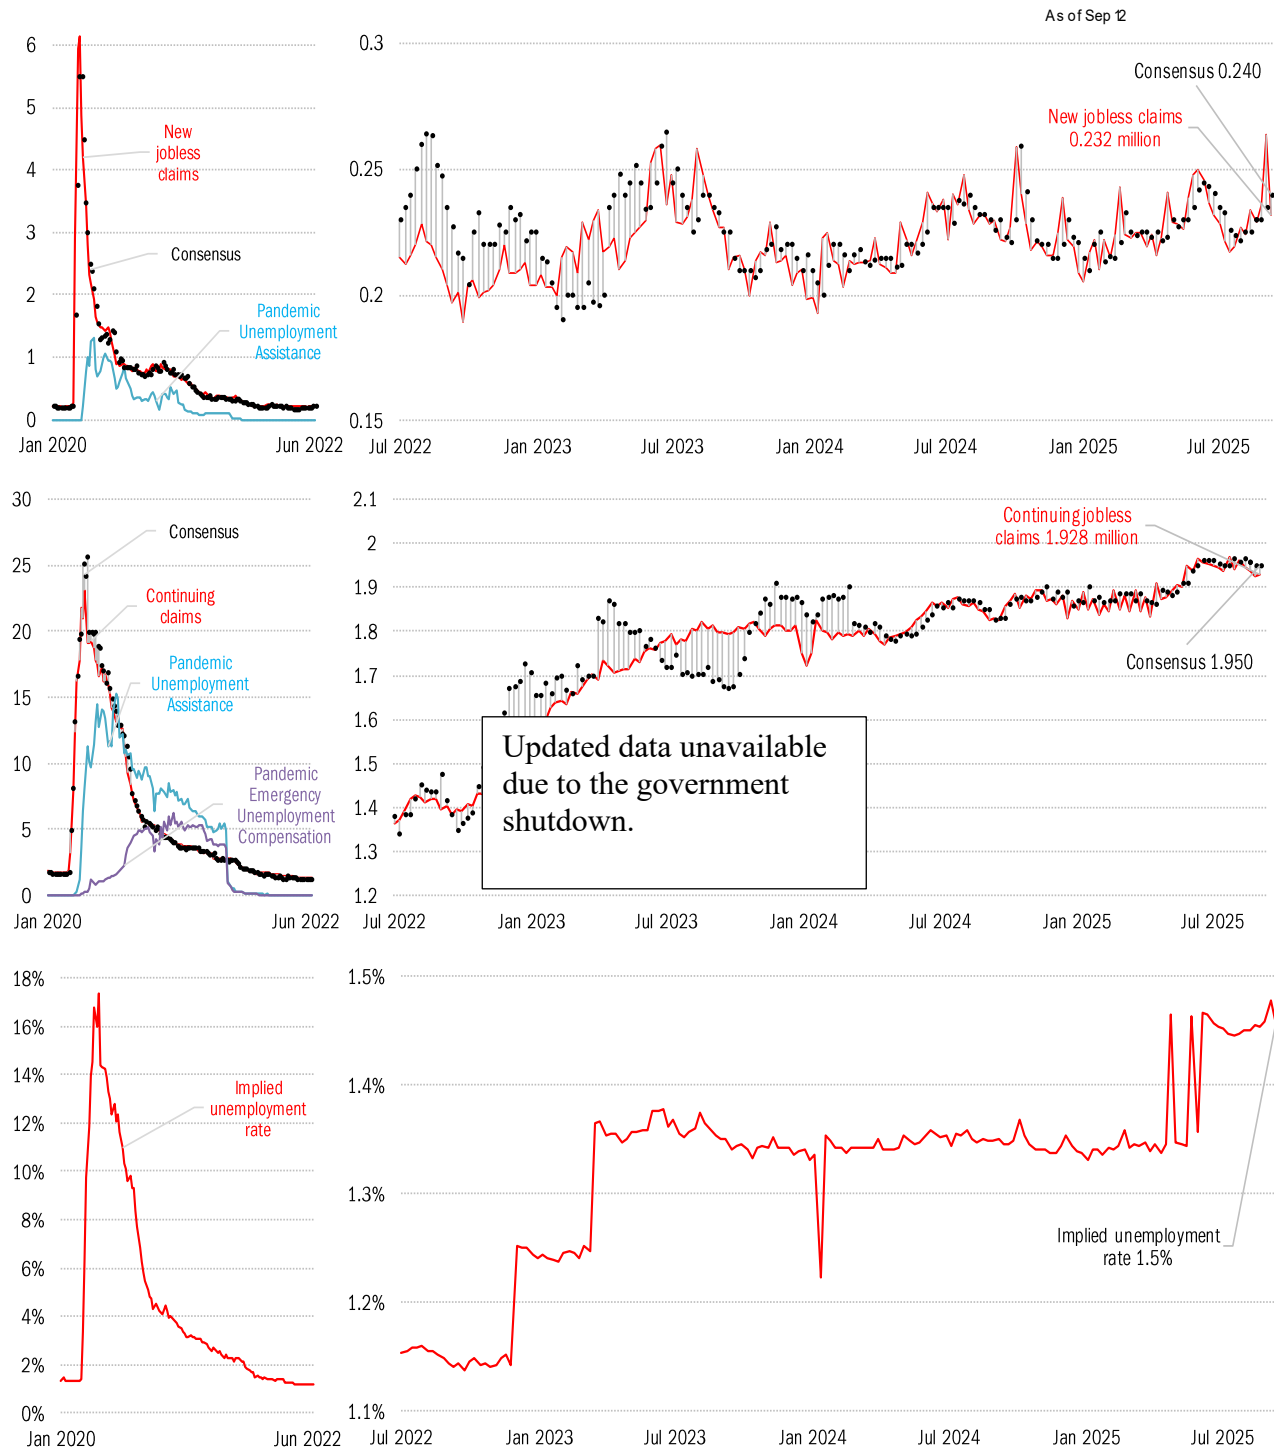 As of Sep 12
6
5
4
3
2
1
0
Jan 2020
Jun 2022
New
jobless
claims
Consensus
Pandemic
Unemployment
Assistance
0.3
0.25
0.2
0.15
Jul 2022
Jan 2023
Jul 2023
Jan 2024
Jul 2024
Jan 2025
Jul 2025
Consensus 0.240
New jobless claims
0.232 million
30
25
20
15
10
5
0
Jan 2020
Jun 2022
Consensus
Continuing
claims
Pandemic
Unemployment
Assistance
Pandemic
Emergency
Unemployment
Compensation
2.1
2
1.9
1.8
1.7
1.6
1.5
1.4
1.3
1.2
Jul 2022
Jan 2023
Jul 2023
Jan 2024
Jul 2024
Jan 2025
Jul 2025
Continuing jobless
claims 1.928 million
Consensus 1.950
Updated data unavailable
due to the government
shutdown.
18%
16%
14%
12%
10%
8%
6%
4%
2%
0%
Jan 2020
Jun 2022
Implied
unemployment
rate
1.5%
1.4%
1.3%
1.2%
1.1%
Jul 2022
Jan 2023
Jul 2023
Jan 2024
Jul 2024
Jan 2025
Jul 2025
Implied unemployment
rate 1.5%